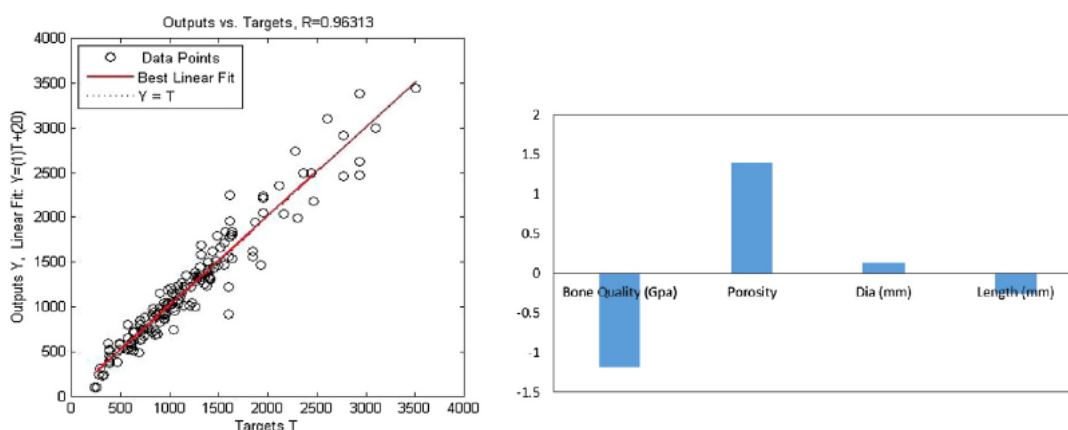 Outputs vs. Targets, R=0.96313
Data Points
Best Linear Fit
Y = T
Outputs Y, Linear Fit: Y=(1)T+(20)
4000
3500
3000
2500
2000
1500
1000
500
0
0 500 1000 1500 2000 2500 3000 3500 4000
Targets T
2
1.5
1
0.5
0
-0.5
-1
-1.5
Bone Quality (Gpa) Porosity Dia (mm) Length (mm)